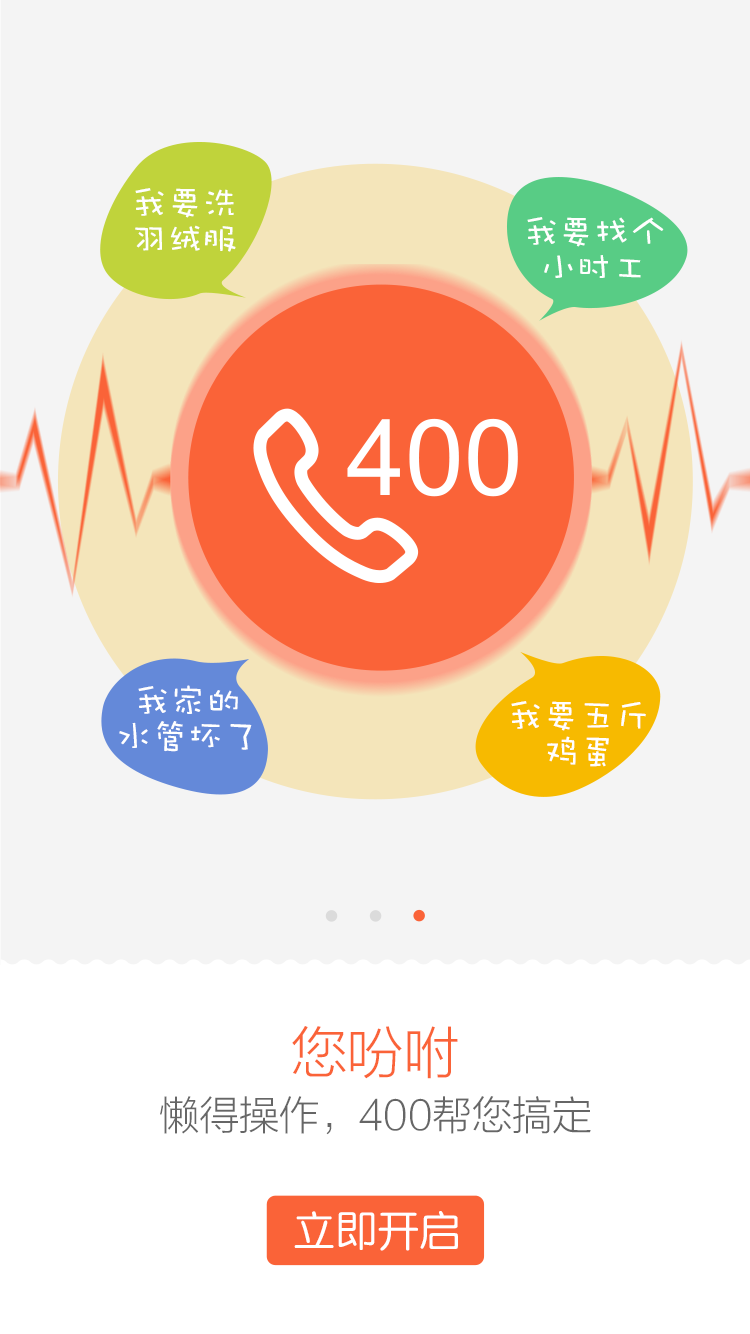 我要洗
羽绒服
我要找个
小时工
400
我家的
水管坏了
我要五斤
鸡蛋
您吩咐
懒得操作，400帮您搞定
立即开启